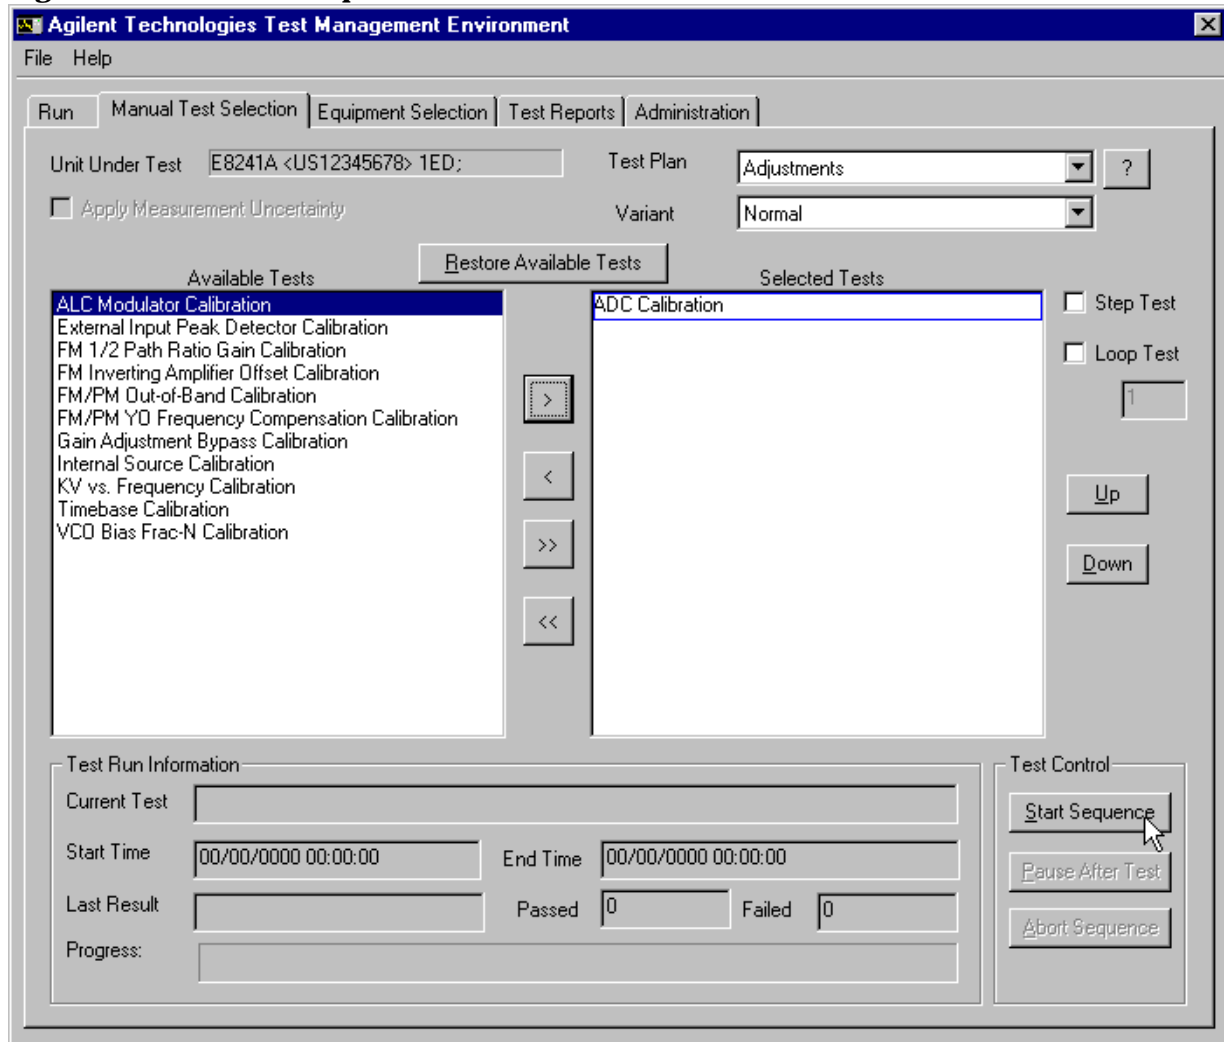 Agilent Technologies Test Management Environment
File Help
Run Manual Test Selection Equipment Selection Test Reports Administration
Unit Under Test E8241A <US12345678> 1ED; Test Plan Adjustments ?
Apply Measurement Uncertainty Variant Normal
Restore Available Tests
Available Tests Selected Tests
ALC Modulator Calibration
External Input Peak Detector Calibration
FM 1/2 Path Ratio Gain Calibration
FM Inverting Amplifier Offset Calibration
FM/PM Out-of-Band Calibration
FM/PM YO Frequency Compensation Calibration
Gain Adjustment Bypass Calibration
Internal Source Calibration
KV vs. Frequency Calibration
Timebase Calibration
VCO Bias Frac-N Calibration
>
<
>>
<<
ADC Calibration
Step Test
Loop Test
1
Up
Down
Test Run Information
Current Test
Start Time 00/00/0000 00:00:00 End Time 00/00/0000 00:00:00
Last Result Passed 0 Failed 0
Progress:
Test Control
Start Sequence
Pause After Test
Abort Sequence